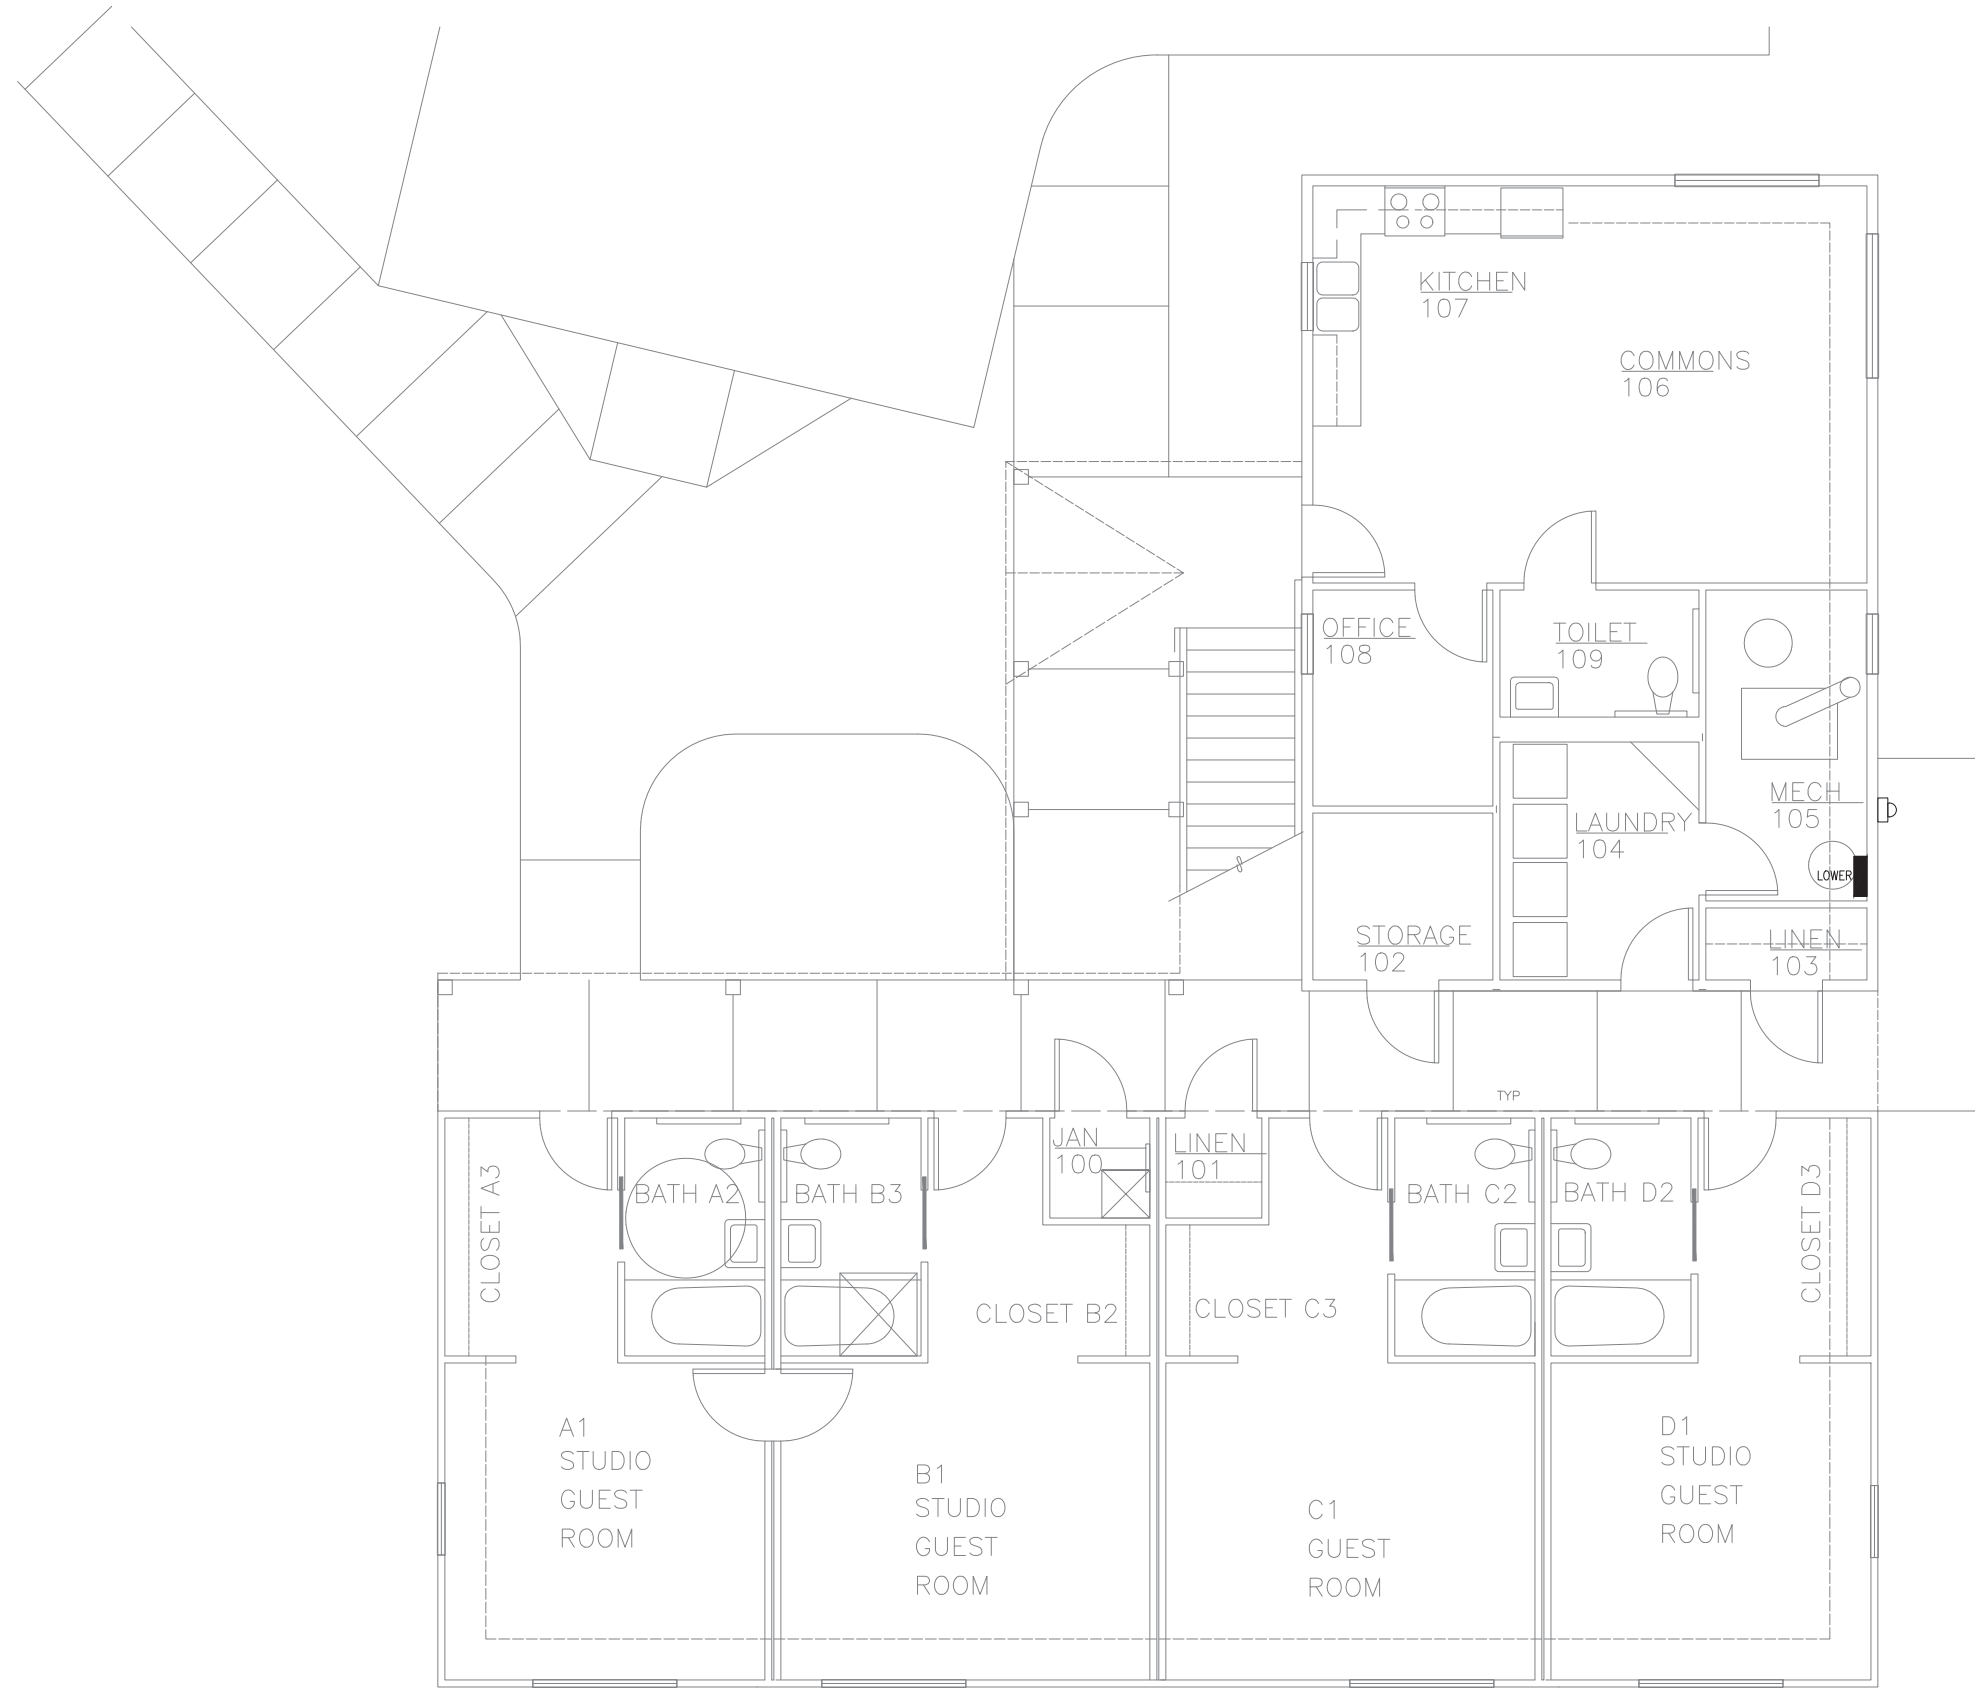 KITCHEN
107
COMMONS
106
OFFICE
108
TOILET
109
MECH
105
LAUNDRY
104
LOWER
STORAGE
102
LINEN
103
TYP
JAN
100
LINEN
101
CLOSET A3
BATH A2
BATH B3
BATH C2
BATH D2
CLOSET D3
CLOSET B2
CLOSET C3
A1
STUDIO
GUEST
ROOM
B1
STUDIO
GUEST
ROOM
C1
GUEST
ROOM
D1
STUDIO
GUEST
ROOM